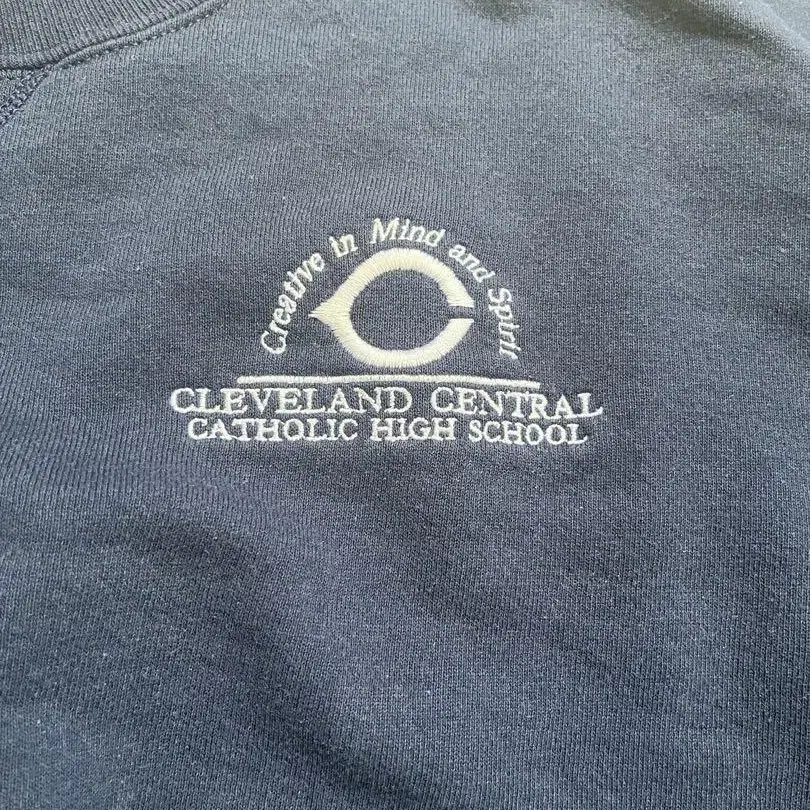 Creative in Mind and Spirit
C
CLEVELAND CENTRAL
CATHOLIC HIGH SCHOOL